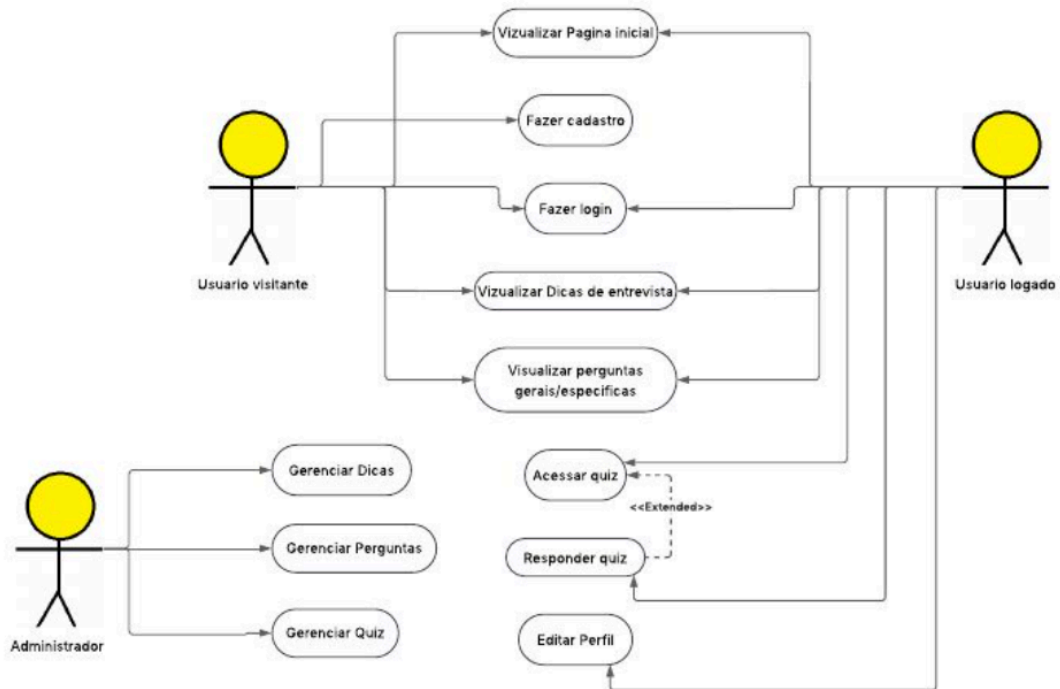 Vizualizar Pagina inicial
Fazer cadastro
Fazer login
Usuario visitante
Vizualizar Dicas de entrevista
Usuario logado
Visualizar perguntas
gerais/especificas
Gerenciar Dicas
Acessar quiz
<<Extended>>
Gerenciar Perguntas
Responder quiz
Administrador
Gerenciar Quiz
Editar Perfil